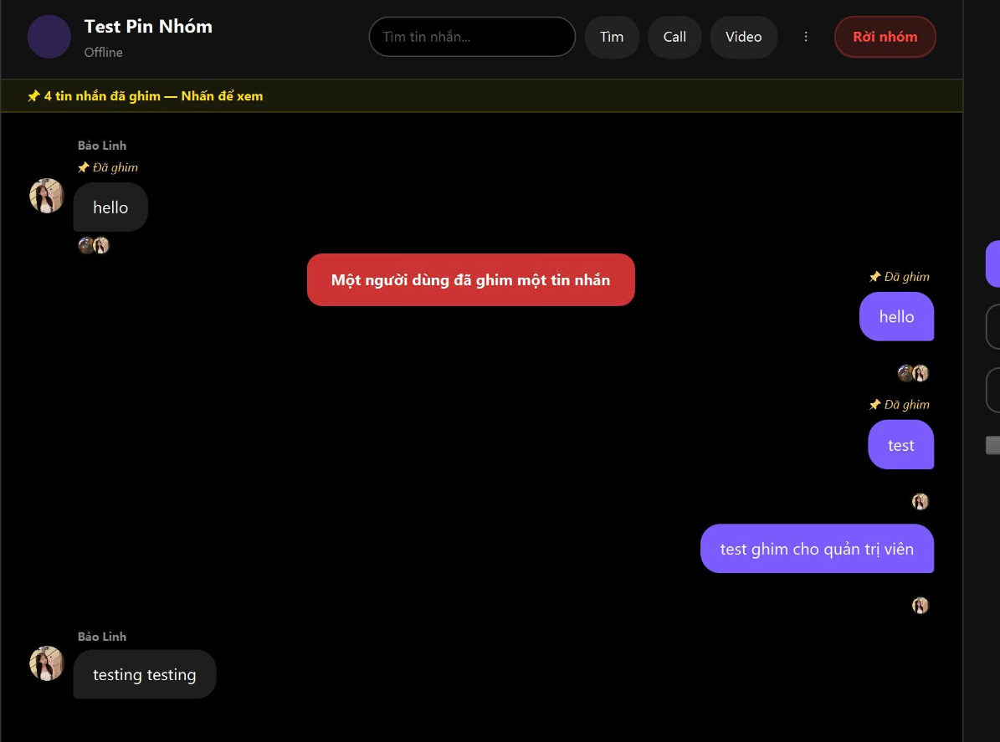 Test Pin Nhóm
Offline
Tìm tin nhắn...
Tìm
Call
Video
Rời nhóm
📌 4 tin nhắn đã ghim — Nhấn để xem
Bảo Linh
📌 Đã ghim
hello
Một người dùng đã ghim một tin nhắn
📌 Đã ghim
hello
📌 Đã ghim
test
test ghim cho quản trị viên
Bảo Linh
testing testing